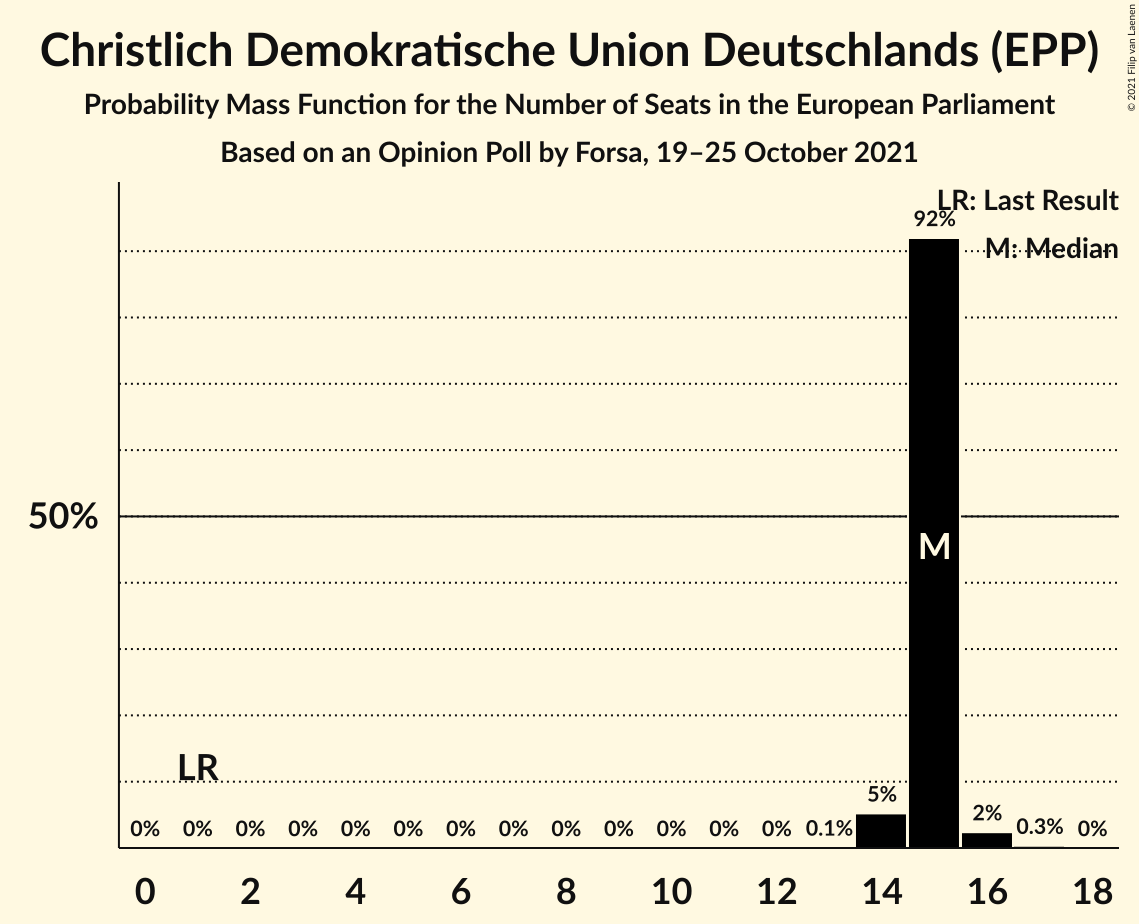 Christlich Demokratische Union Deutschlands (EPP)
Probability Mass Function for the Number of Seats in the European Parliament
Based on an Opinion Poll by Forsa, 19–25 October 2021
© 2021 Filip van Laenen
LR: Last Result
M: Median
92%
50%
M
LR
0% 0% 0% 0% 0% 0% 0% 0% 0% 0% 0% 0% 0% 0.1% 5% 2% 0.3% 0%
0 2 4 6 8 10 12 14 16 18